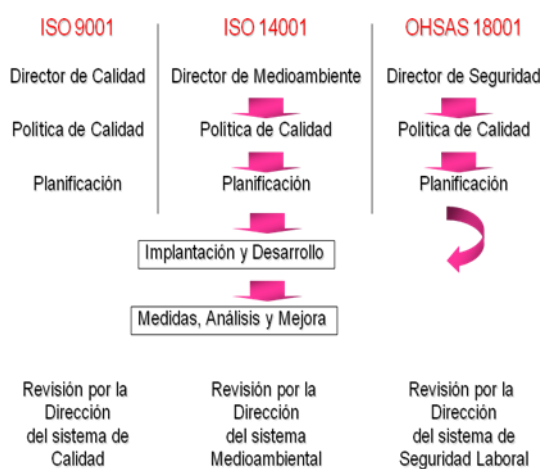 ISO 9001
ISO 14001
OHSAS 18001
Director de Calidad
Director de Medioambiente
Director de Seguridad
Política de Calidad
Política de Calidad
Política de Calidad
Planificación
Planificación
Planificación
Implantación y Desarrollo
Medidas, Análisis y Mejora
Revisión por la
Dirección
del sistema de
Calidad
Revisión por la
Dirección
del sistema
Medioambiental
Revisión por la
Dirección
del sistema de
Seguridad Laboral